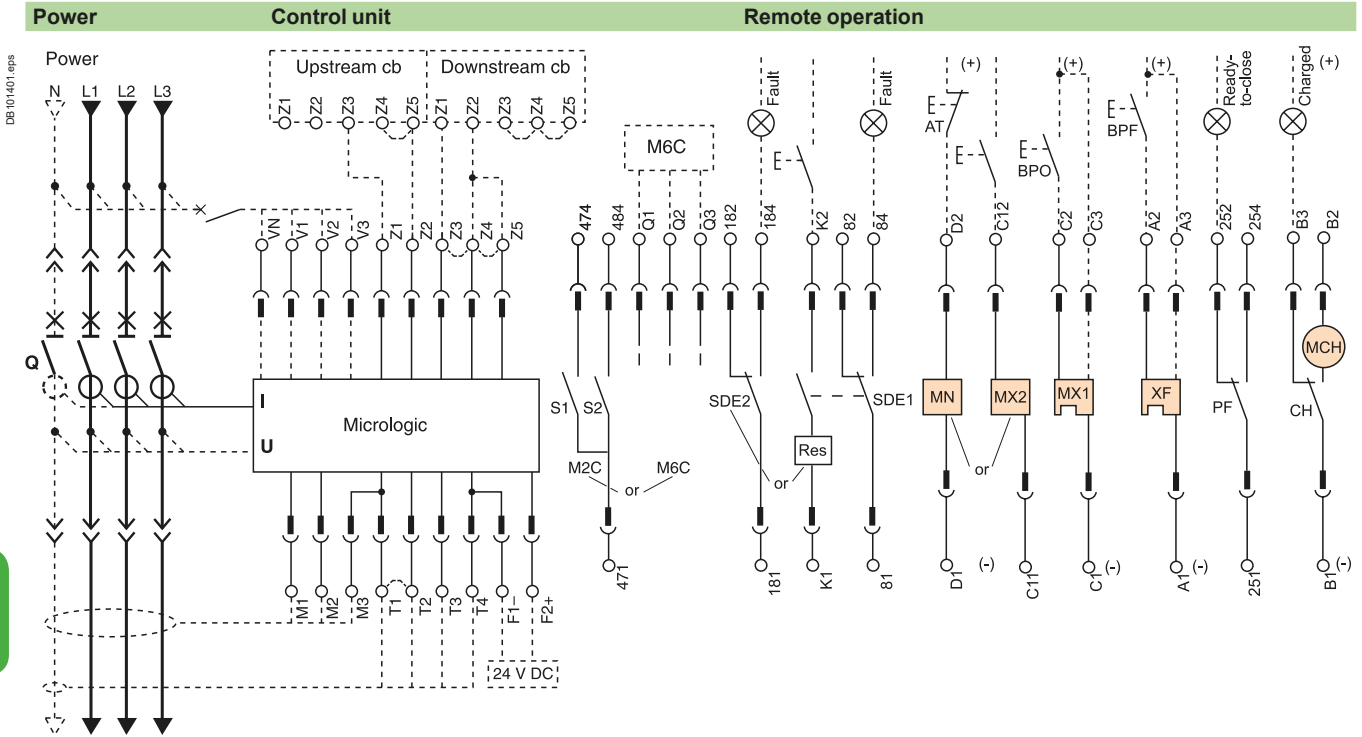 Power Control unit Remote operation
DB101401.eps
Power
N L1 L2 L3
Upstream cb Downstream cb
Z1 Z2 Z3 Z4 Z5 Z1 Z2 Z3 Z4 Z5
M6C
Fault Fault
(+) (+) (+) (+)
Ready-
to-close
Charged
AT BPO BPF
VN V1 V2 V3 Z1 Z2 Z3 Z4 Z5
474 484 Q1 Q2 Q3 182 184 K2 82 84 D2 C12 C2 C3 A2 A3 252 254 B3 B2
Q
I
U
Micrologic
S1 S2
SDE2 SDE1
Res
MN MX2 MX1 XF PF CH MCH
M2C or M6C
or
or
471 181 K1 81 D1 (-) C11 C1 (-) A1 (-) 251 B1 (-)
M1 M2 M3 T1 T2 T3 T4 F1– F2+
24 V DC